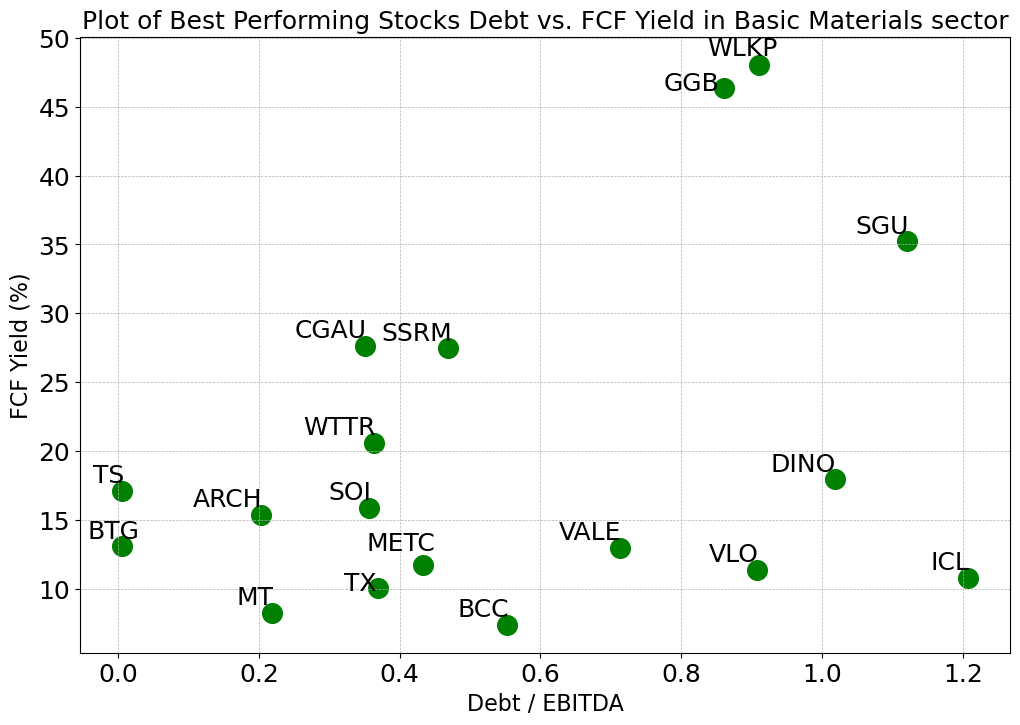 Plot of Best Performing Stocks Debt vs. FCF Yield in Basic Materials sector
50
WLKP
GGB
45
40
35
SGU
30
CGAU
SSRM
25
WTTR
20
DINO
TS
ARCH
SOI
15
BTG
VALE
METC
VLO
ICL
TX
10
MT
BCC
FCF Yield (%)
0.0 0.2 0.4 0.6 0.8 1.0 1.2
Debt / EBITDA